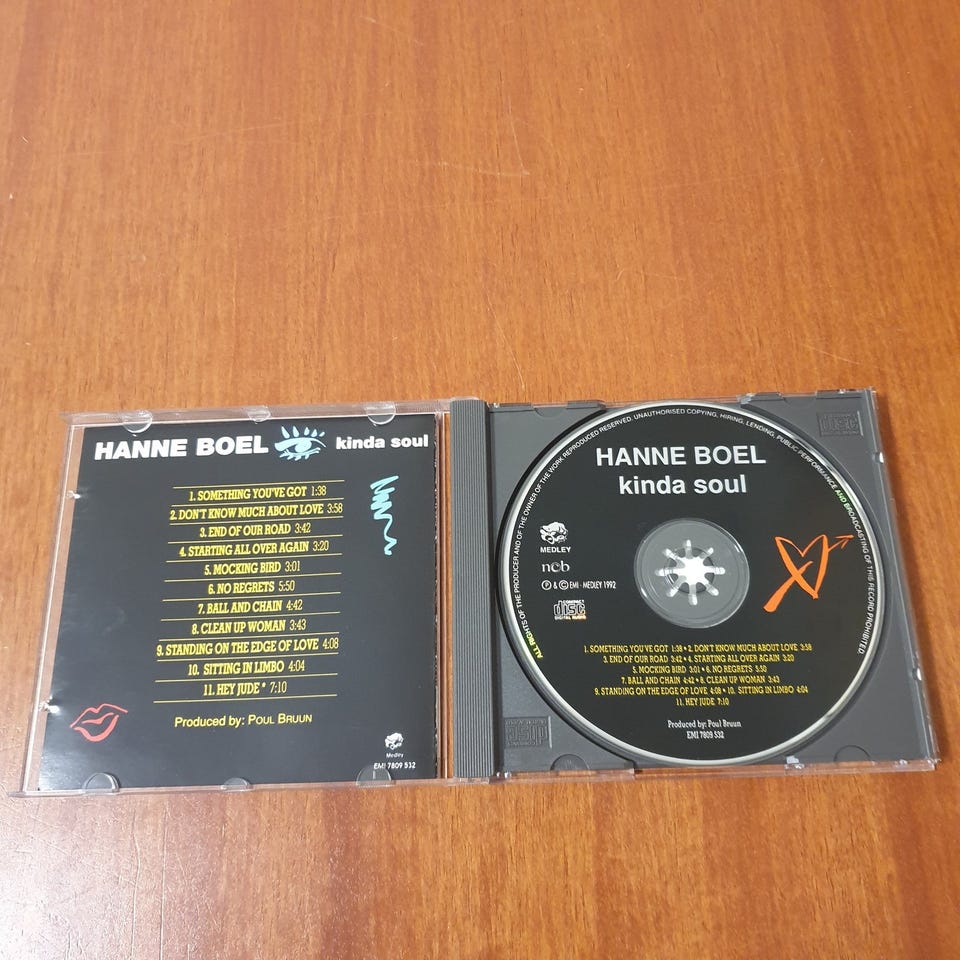 HANNE BOEL kinda soul
1. SOMETHING YOU'VE GOT 1:38
2. DON'T KNOW MUCH ABOUT LOVE 3:58
3. END OF OUR ROAD 3:42
4. STARTING ALL OVER AGAIN 3:20
5. MOCKING BIRD 3:01
6. NO REGRETS 5:50
7. BALL AND CHAIN 4:42
8. CLEAN UP WOMAN 3:43
9. STANDING ON THE EDGE OF LOVE 4:08
10. SITTING IN LIMBO 4:04
11. HEY JUDE* 7:10
Produced by: POUL BRUUN
Medley
EMI 7809 532
ALL RIGHTS OF THE PRODUCER AND OF THE OWNER OF THE WORK REPRODUCED RESERVED. UNAUTHORISED COPYING, HIRING, LENDING, PUBLIC PERFORMANCE AND BROADCASTING OF THIS RECORD PROHIBITED.
HANNE BOEL
kinda soul
MEDLEY
ncb
℗ & © EMI - MEDLEY 1992
COMPACT
disc
DIGITAL AUDIO
1. SOMETHING YOU'VE GOT 1:38 • 2. DON'T KNOW MUCH ABOUT LOVE 3:58
3. END OF OUR ROAD 3:42 • 4. STARTING ALL OVER AGAIN 3:20
5. MOCKING BIRD 3:01 • 6. NO REGRETS 5:50
7. BALL AND CHAIN 4:42 • 8. CLEAN UP WOMAN 3:43
9. STANDING ON THE EDGE OF LOVE 4:08 • 10. SITTING IN LIMBO 4:04
11. HEY JUDE 7:10
Produced by: Poul Bruun
EMI 7809 532
disc
disc